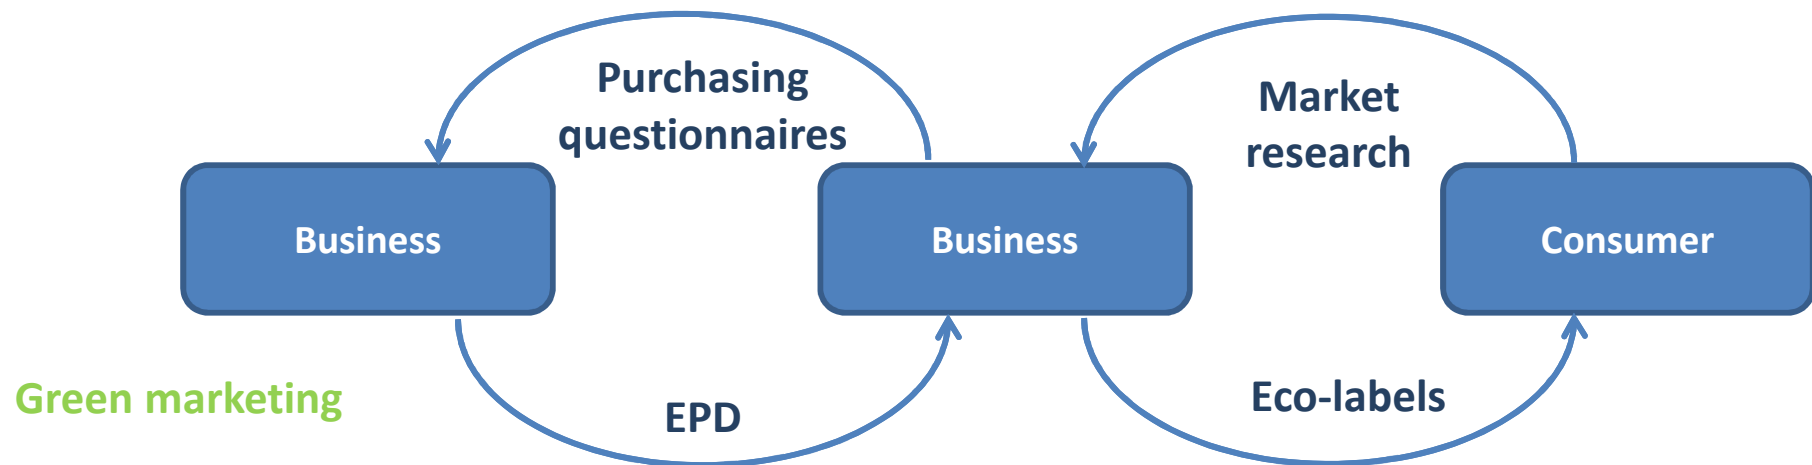 Purchasing
questionnaires
Market
research
Business
Business
Consumer
Green marketing
EPD
Eco-labels